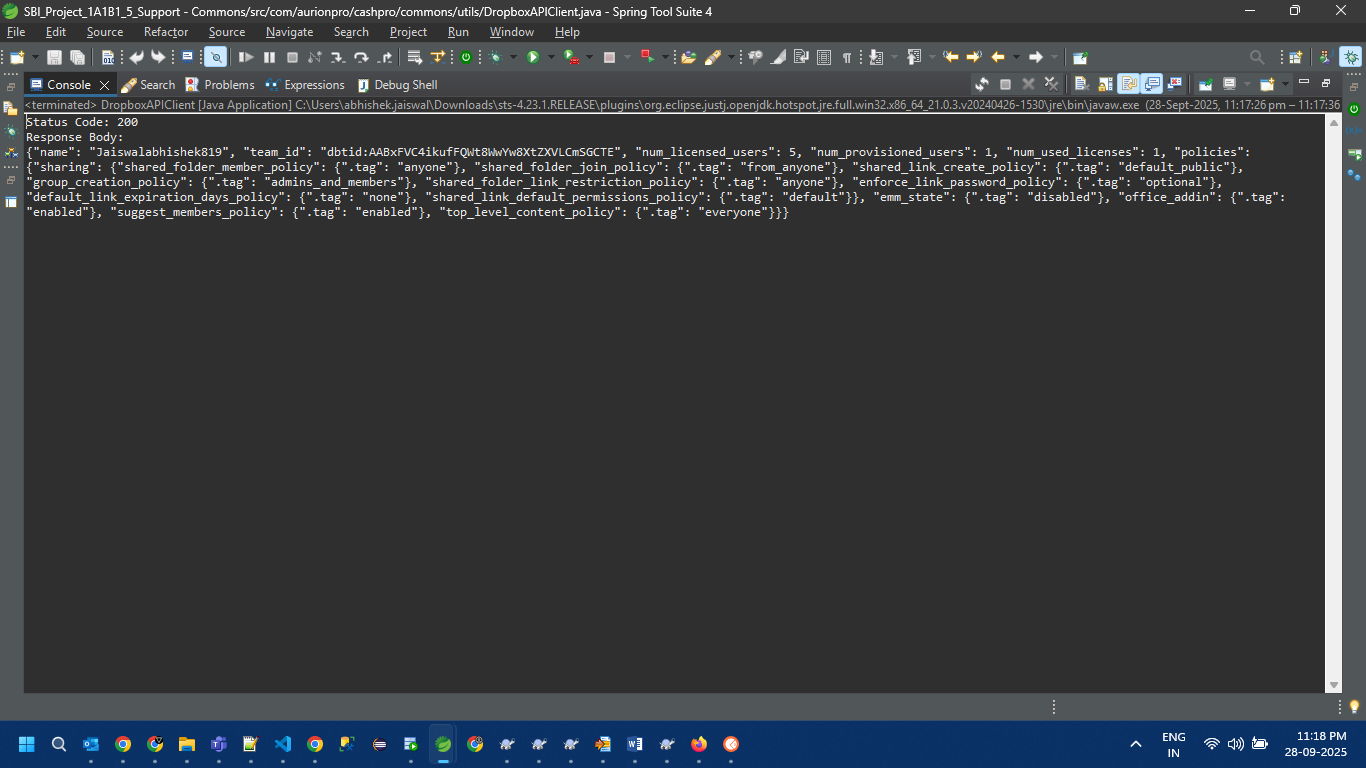 SBI_Project_1A1B1_5_Support - Commons/src/com/aurionpro/cashpro/commons/utils/DropboxAPIClient.java - Spring Tool Suite 4
File Edit Source Refactor Source Navigate Search Project Run Window Help
Console Search Problems Expressions Debug Shell
<terminated> DropboxAPIClient [Java Application] C:\Users\abhishek.jaiswal\Downloads\sts-4.23.1.RELEASE\plugins\org.eclipse.justj.openjdk.hotspot.jre.full.win32.x86_64_21.0.3.v20240426-1530\jre\bin\javaw.exe (28-Sept-2025, 11:17:26 pm – 11:17:36
Status Code: 200
Response Body:
{"name": "Jaiswalabhishek819", "team_id": "dbtid:AABxFVC4ikufFQWt8WwYw8XtZXVLCmSGCTE", "num_licensed_users": 5, "num_provisioned_users": 1, "num_used_licenses": 1, "policies":
{"sharing": {"shared_folder_member_policy": {".tag": "anyone"}, "shared_folder_join_policy": {".tag": "from_anyone"}, "shared_link_create_policy": {".tag": "default_public"},
"group_creation_policy": {".tag": "admins_and_members"}, "shared_folder_link_restriction_policy": {".tag": "anyone"}, "enforce_link_password_policy": {".tag": "optional"},
"default_link_expiration_days_policy": {".tag": "none"}, "shared_link_default_permissions_policy": {".tag": "default"}}, "emm_state": {".tag": "disabled"}, "office_addin": {".tag":
"enabled"}, "suggest_members_policy": {".tag": "enabled"}, "top_level_content_policy": {".tag": "everyone"}}}
ENG
IN
11:18 PM
28-09-2025